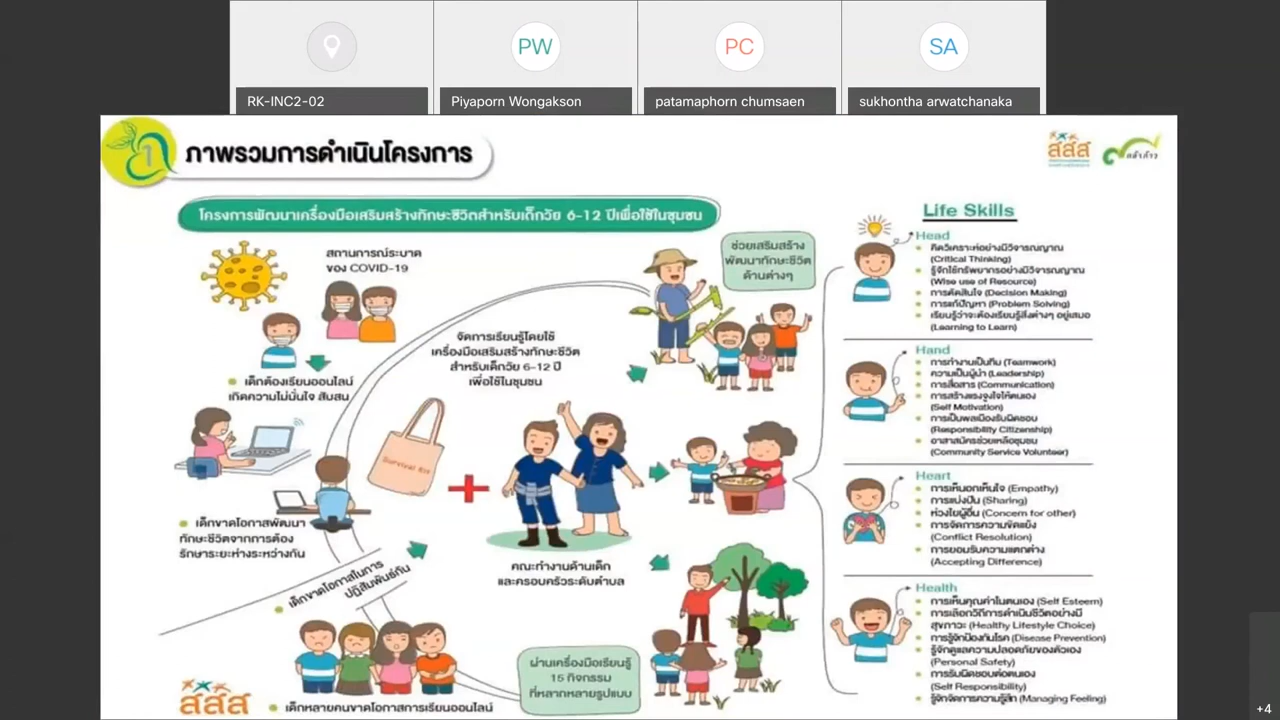 PW
PC
SA
RK-INC2-02
Piyaporn Wongakson
patamaphorn chumsaen
sukhontha arwatchanaka
1
ภาพรวมการดำเนินโครงการ
สสส
โครงการพัฒนาเครื่องมือเสริมสร้างทักษะชีวิตสำหรับเด็กวัย 6-12 ปีเพื่อใช้ในชุมชน
สถานการณ์ระบาด
ของ COVID-19
เด็กต้องเรียนออนไลน์
เกิดความไม่มั่นใจ สับสน
เด็กขาดโอกาสพัฒนา
ทักษะชีวิตจากการต้อง
รักษาระยะห่างระหว่างกัน
เด็กขาดโอกาสในการ
ปฏิสัมพันธ์กัน
เด็กหลายคนขาดโอกาสการเรียนออนไลน์
สสส
จัดการเรียนรู้โดยใช้
เครื่องมือเสริมสร้างทักษะชีวิต
สำหรับเด็กวัย 6-12 ปี
เพื่อใช้ในชุมชน
Survival Kit
คณะทำงานด้านเด็ก
และครอบครัวระดับตำบล
ผ่านเครื่องมือเรียนรู้
15 กิจกรรม
ที่หลากหลายรูปแบบ
ช่วยเสริมสร้าง
พัฒนาทักษะชีวิต
ด้านต่างๆ
Life Skills
Head
คิดวิเคราะห์อย่างมีวิจารณญาณ
(Critical Thinking)
รู้จักใช้ทรัพยากรอย่างมีวิจารณญาณ
(Wise use of Resource)
การตัดสินใจ (Decision Making)
การแก้ปัญหา (Problem Solving)
เรียนรู้ว่าจะต้องเรียนรู้สิ่งต่างๆ อยู่เสมอ
(Learning to Learn)
Hand
การทำงานเป็นทีม (Teamwork)
ความเป็นผู้นำ (Leadership)
การสื่อสาร (Communication)
การสร้างแรงจูงใจให้ตนเอง
(Self Motivation)
การเป็นพลเมืองรับผิดชอบ
(Responsibility Citizenship)
อาสาสมัครช่วยเหลือชุมชน
(Community Service Volunteer)
Heart
การเห็นอกเห็นใจ (Empathy)
การแบ่งปัน (Sharing)
ห่วงใยผู้อื่น (Concern for other)
การจัดการความขัดแย้ง
(Conflict Resolution)
การยอมรับความแตกต่าง
(Accepting Difference)
Health
การเห็นคุณค่าในตนเอง (Self Esteem)
การเลือกวิถีการดำเนินชีวิตอย่างมี
สุขภาวะ (Healthy Lifestyle Choice)
การรู้จักป้องกันโรค (Disease Prevention)
รู้จักดูแลความปลอดภัยของตัวเอง
(Personal Safety)
การรับผิดชอบต่อตนเอง
(Self Responsibility)
รู้จักจัดการความรู้สึก (Managing Feeling)
+4